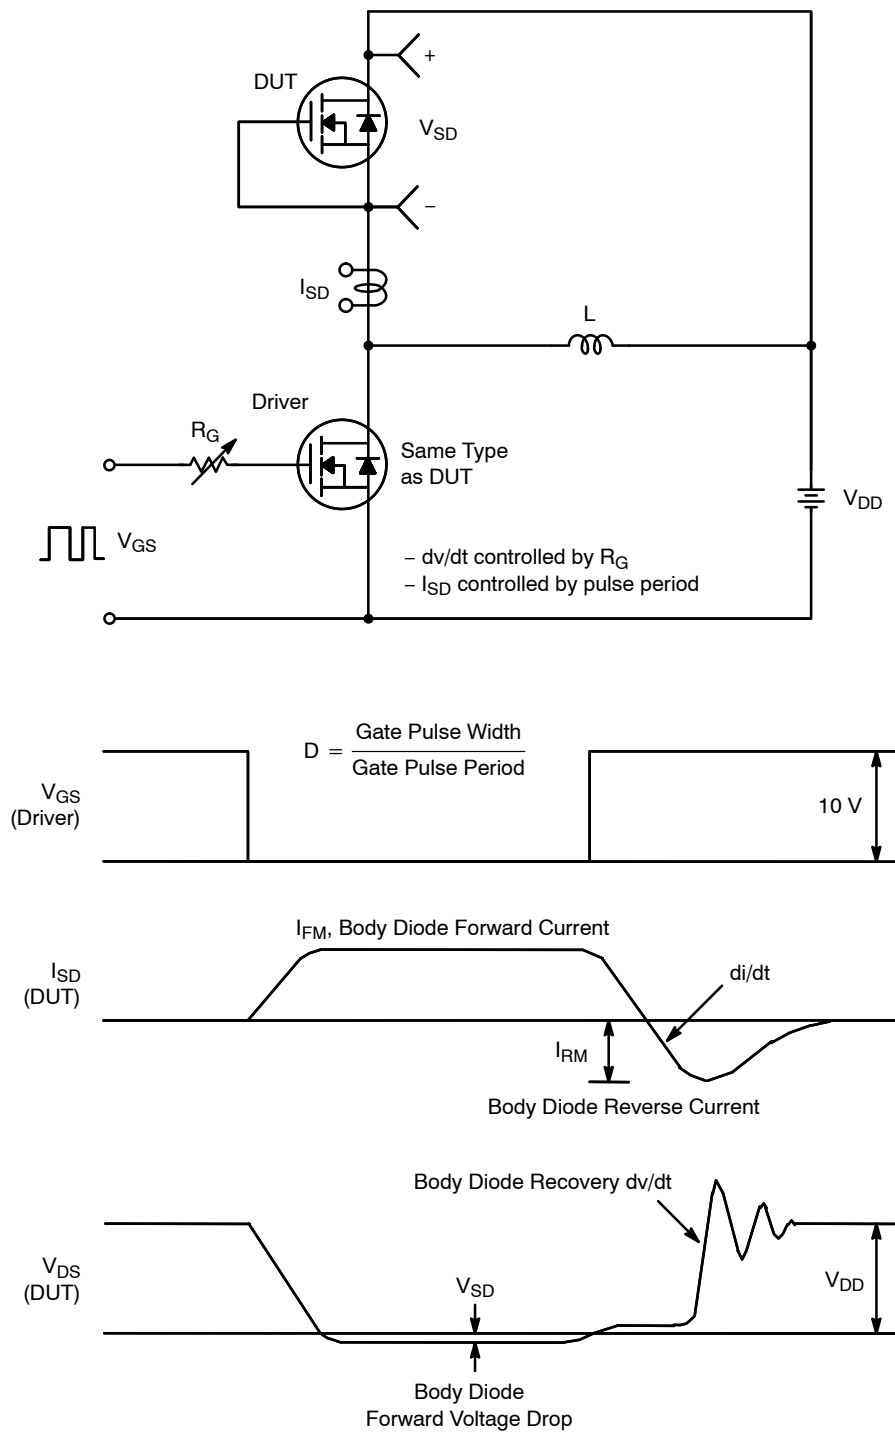 +
DUT
V_SD
−
I_SD
L
Driver
R_G
Same Type
as DUT
V_DD
V_GS
− dv/dt controlled by R_G
− I_SD controlled by pulse period
D = Gate Pulse Width
Gate Pulse Period
V_GS
(Driver)
10 V
I_FM, Body Diode Forward Current
I_SD
(DUT)
di/dt
I_RM
Body Diode Reverse Current
Body Diode Recovery dv/dt
V_DS
(DUT)
V_SD
V_DD
Body Diode
Forward Voltage Drop